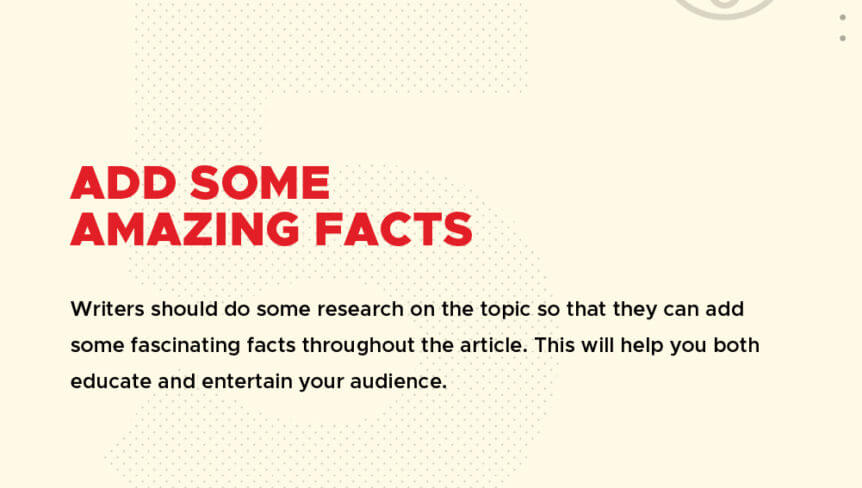 ADD SOME
AMAZING FACTS
Writers should do some research on the topic so that they can add
some fascinating facts throughout the article. This will help you both
educate and entertain your audience.